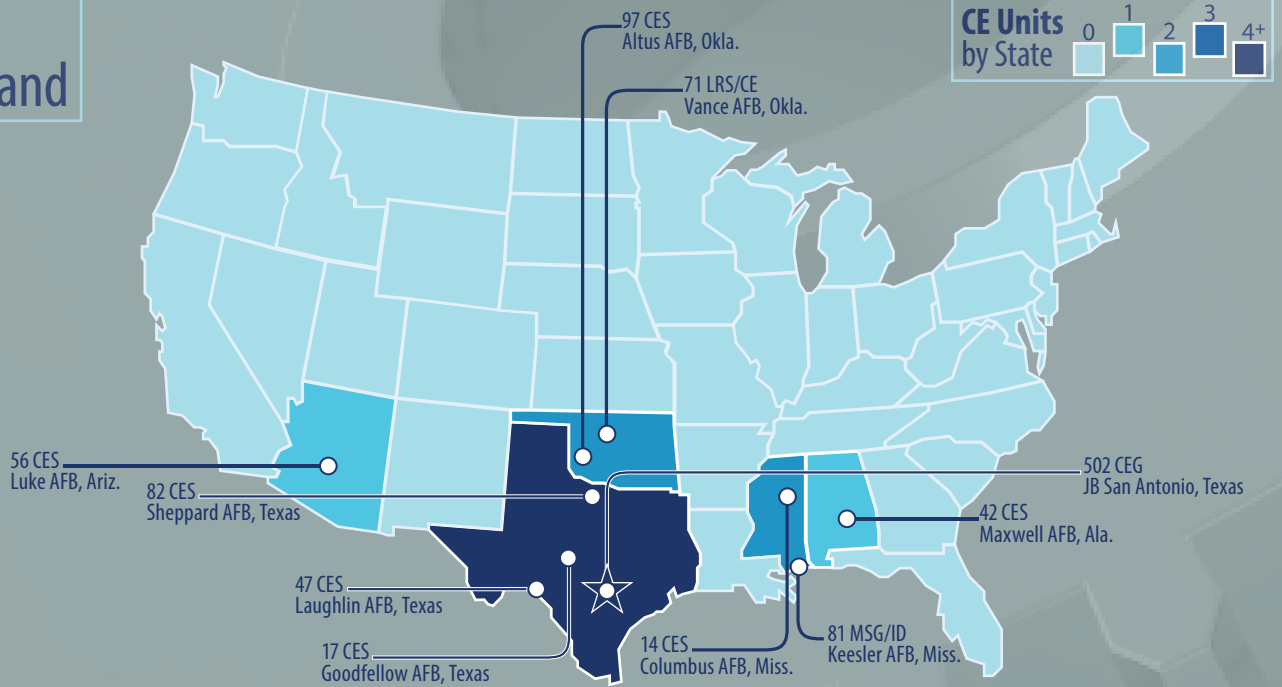 and
CE Units
by State
0
1
2
3
4+
97 CES
Altus AFB, Okla.
71 LRS/CE
Vance AFB, Okla.
56 CES
Luke AFB, Ariz.
82 CES
Sheppard AFB, Texas
502 CEG
JB San Antonio, Texas
42 CES
Maxwell AFB, Ala.
47 CES
Laughlin AFB, Texas
17 CES
Goodfellow AFB, Texas
14 CES
Columbus AFB, Miss.
81 MSG/ID
Keesler AFB, Miss.